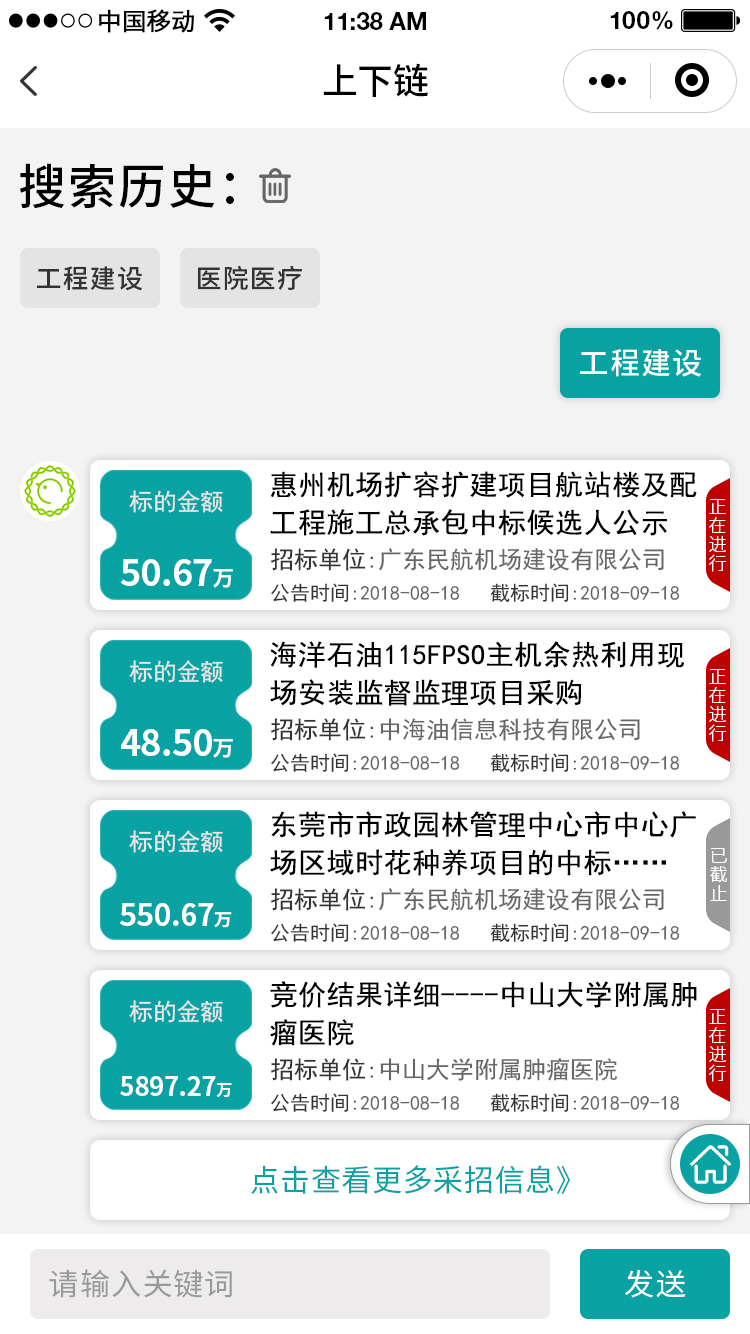 中国移动 11:38 AM 100%
上下链
搜索历史：
工程建设 医院医疗
工程建设
标的金额
50.67万
惠州机场扩容扩建项目航站楼及配
工程施工总承包中标候选人公示
招标单位:广东民航机场建设有限公司
公告时间:2018-08-18 截标时间:2018-09-18
正在进行
标的金额
48.50万
海洋石油115FPSO主机余热利用现
场安装监督监理项目采购
招标单位:中海油信息科技有限公司
公告时间:2018-08-18 截标时间:2018-09-18
正在进行
标的金额
550.67万
东莞市市政园林管理中心市中心广
场区域时花种养项目的中标……
招标单位:广东民航机场建设有限公司
公告时间:2018-08-18 截标时间:2018-09-18
已截止
标的金额
5897.27万
竞价结果详细----中山大学附属肿
瘤医院
招标单位:中山大学附属肿瘤医院
公告时间:2018-08-18 截标时间:2018-09-18
正在进行
点击查看更多采招信息》
请输入关键词 发送